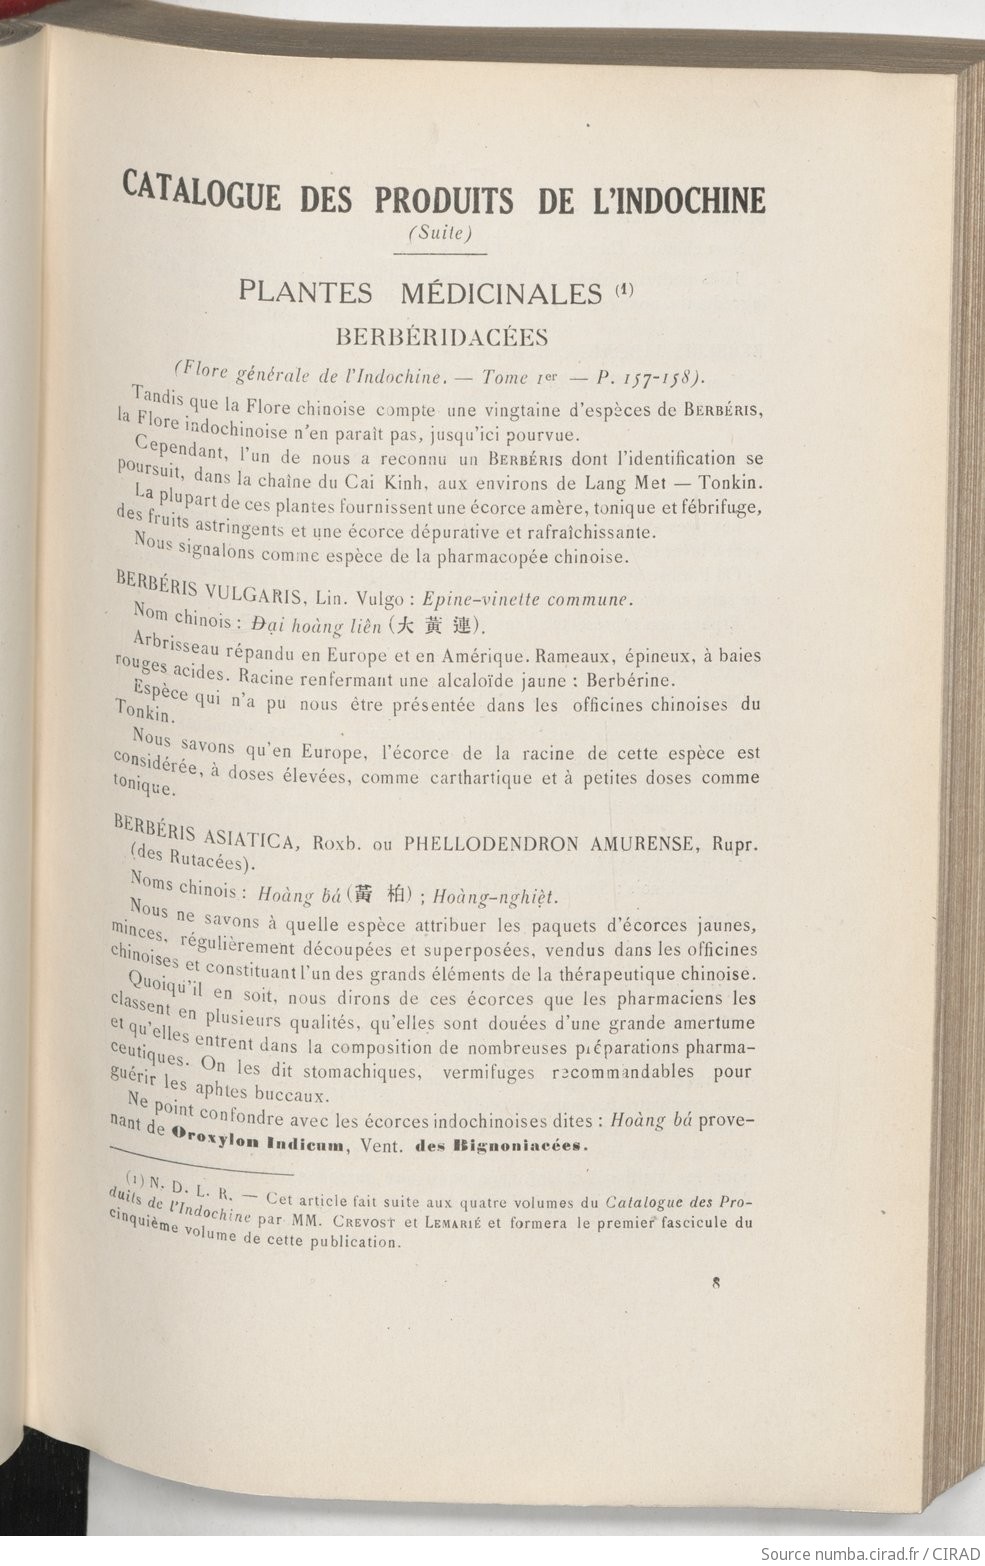 CATALOGUE DES PRODUITS DE L'INDOCHINE
(Suite)
PLANTES MÉDICINALES (1)
BERBÉRIDACÉES
(Flore générale de l'Indochine. — Tome 1er — P. 157-158).
Tandis que la Flore chinoise compte une vingtaine d'espèces de BERBÉRIS,
la Flore indochinoise n'en paraît pas, jusqu'ici pourvue.
Cependant, l'un de nous a reconnu un BERBÉRIS dont l'identification se
poursuit, dans la chaîne du Cai Kinh, aux environs de Lang Met — Tonkin.
La plupart de ces plantes fournissent une écorce amère, tonique et fébrifuge,
des fruits astringents et une écorce dépurative et rafraîchissante.
Nous signalons comme espèce de la pharmacopée chinoise.
BERBÉRIS VULGARIS, Lin. Vulgo : Epine-vinette commune.
Nom chinois : Đại hoàng liên (大 黃 連).
Arbrisseau répandu en Europe et en Amérique. Rameaux, épineux, à baies
rouges acides. Racine renfermant une alcaloïde jaune : Berbérine.
Espèce qui n'a pu nous être présentée dans les officines chinoises du
Tonkin.
Nous savons qu'en Europe, l'écorce de la racine de cette espèce est
considérée, à doses élevées, comme carthartique et à petites doses comme
tonique.
BERBÉRIS ASIATICA, Roxb. ou PHELLODENDRON AMURENSE, Rupr.
(des Rutacées).
Noms chinois : Hoàng bá (黃 柏) ; Hoàng-nghiệt.
Nous ne savons à quelle espèce attribuer les paquets d'écorces jaunes,
minces, régulièrement découpées et superposées, vendus dans les officines
chinoises et constituant l'un des grands éléments de la thérapeutique chinoise.
Quoiqu'il en soit, nous dirons de ces écorces que les pharmaciens les
classent en plusieurs qualités, qu'elles sont douées d'une grande amertume
et qu'elles entrent dans la composition de nombreuses préparations pharma-
ceutiques. On les dit stomachiques, vermifuges recommandables pour
guérir les aphtes buccaux.
Ne point confondre avec les écorces indochinoises dites : Hoàng bá prove-
nant de Oroxylon Indicum, Vent. des Bignoniacées.
(1) N. D. L. R. — Cet article fait suite aux quatre volumes du Catalogue des Pro-
duits de l'Indochine par MM. CREVOST et LEMARIÉ et formera le premier fascicule du
cinquième volume de cette publication.
8
Source numba.cirad.fr / CIRAD